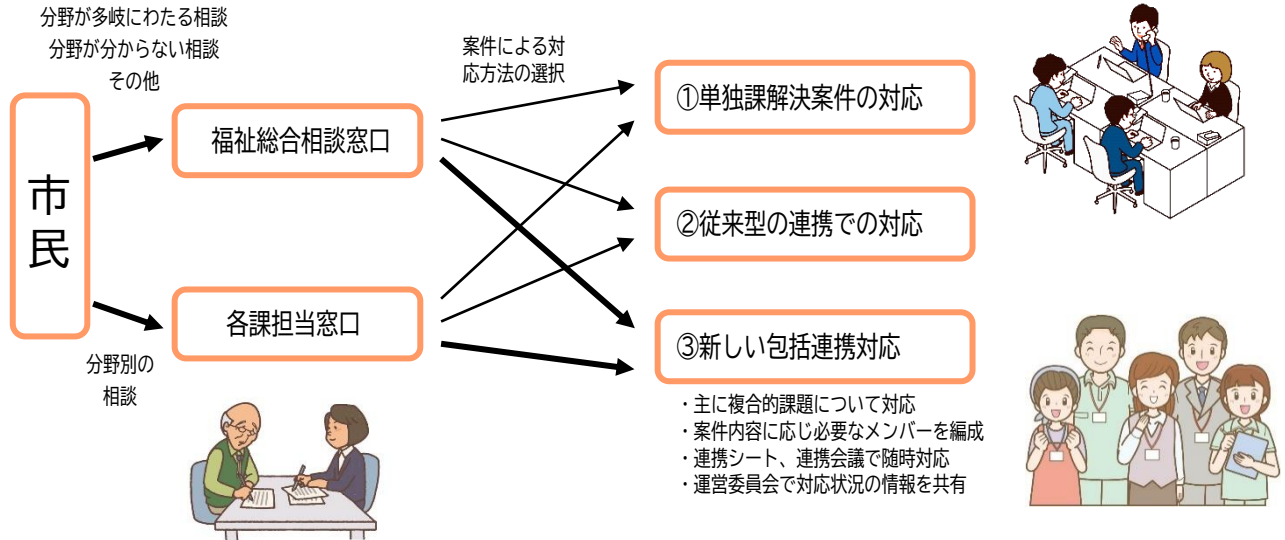 分野が多岐にわたる相談
分野が分からない相談
その他
市民
福祉総合相談窓口
各課担当窓口
分野別の
相談
案件による対
応方法の選択
①単独課解決案件の対応
②従来型の連携での対応
③新しい包括連携対応
・主に複合的課題について対応
・案件内容に応じ必要なメンバーを編成
・連携シート、連携会議で随時対応
・運営委員会で対応状況の情報を共有